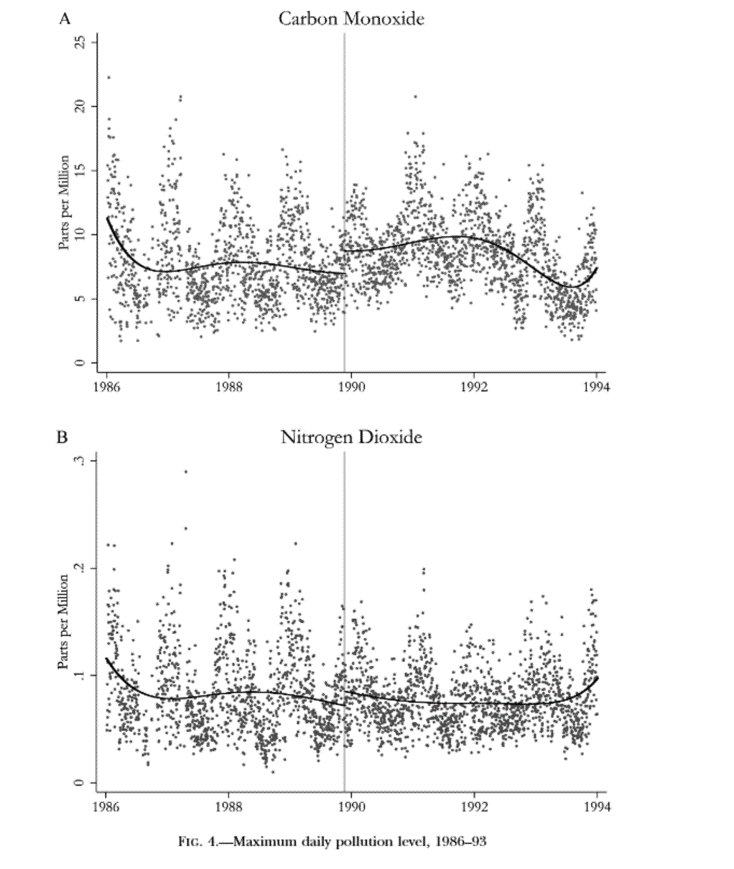 A
Carbon Monoxide
Parts per Million
25
20
15
10
5
0
1986 1988 1990 1992 1994
B
Nitrogen Dioxide
Parts per Million
.3
.2
.1
0
1986 1988 1990 1992 1994
FIG. 4.—Maximum daily pollution level, 1986–93